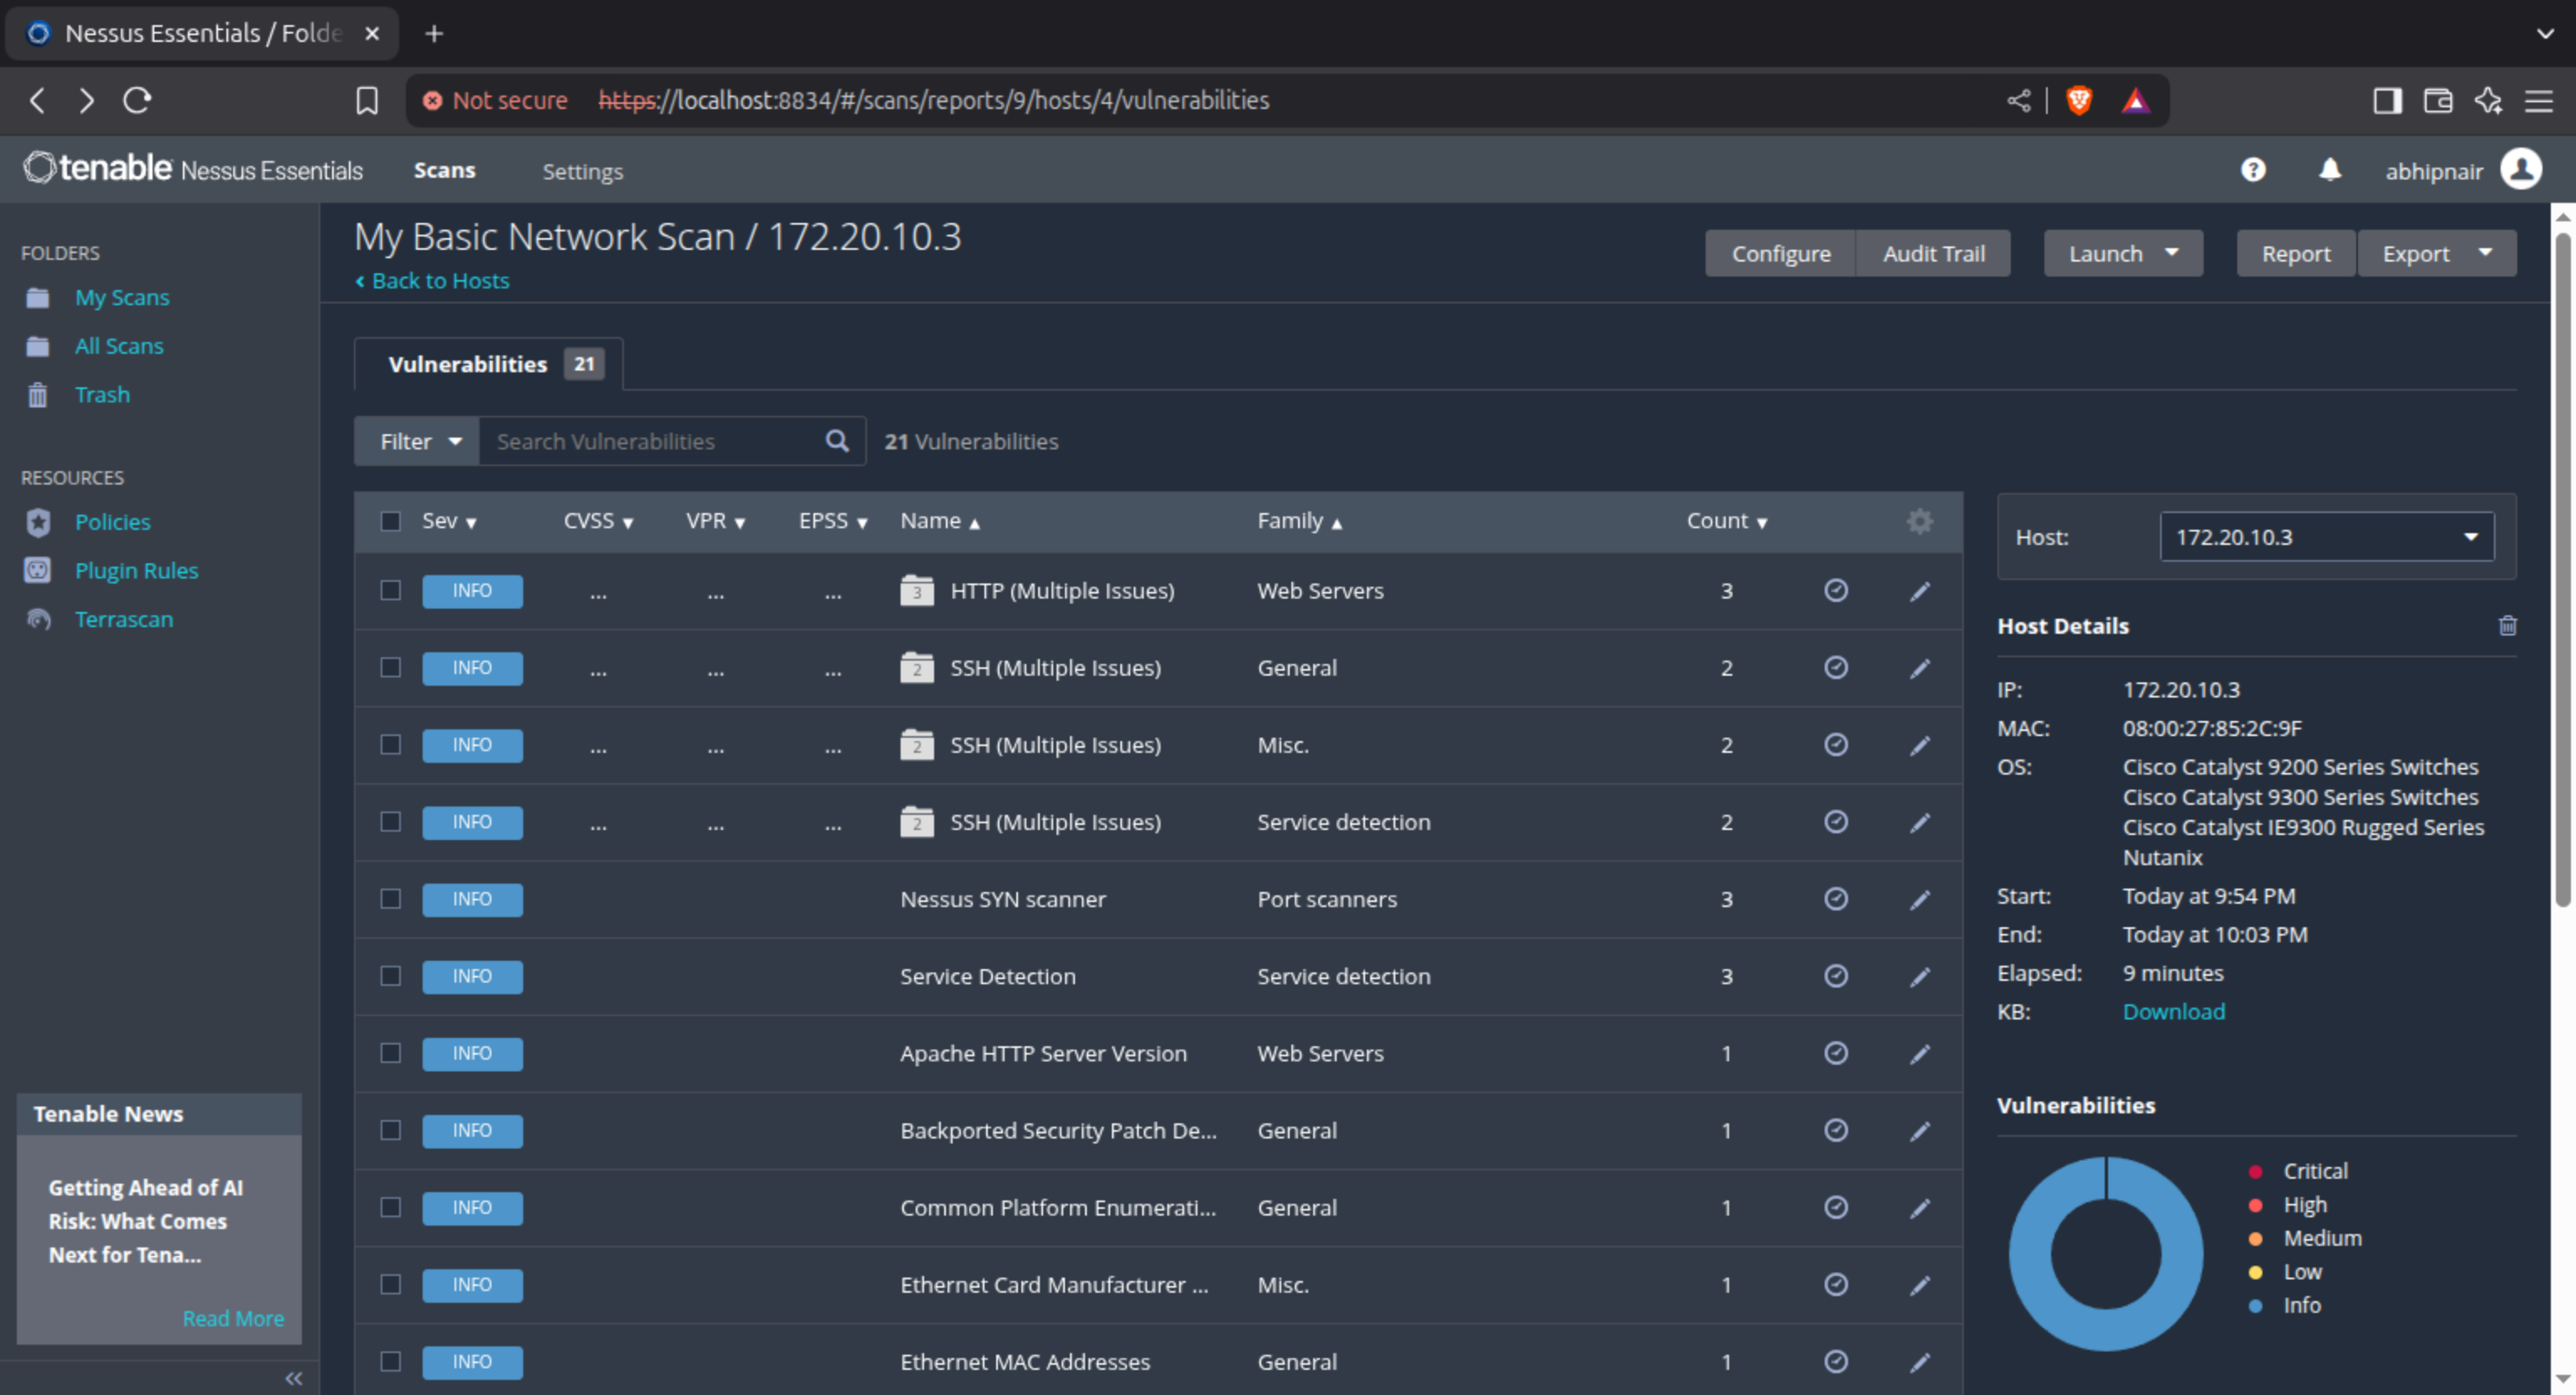 Nessus Essentials / Folde
Not secure https://localhost:8834/#/scans/reports/9/hosts/4/vulnerabilities
tenable Nessus Essentials Scans Settings abhipnair
FOLDERS
My Scans
All Scans
Trash
RESOURCES
Policies
Plugin Rules
Terrascan
Tenable News
Getting Ahead of AI
Risk: What Comes
Next for Tena...
Read More
My Basic Network Scan / 172.20.10.3
Back to Hosts
Configure Audit Trail Launch Report Export
Vulnerabilities 21
Filter Search Vulnerabilities 21 Vulnerabilities
Sev CVSS VPR EPSS Name Family Count
INFO ... ... ... 3 HTTP (Multiple Issues) Web Servers 3
INFO ... ... ... 2 SSH (Multiple Issues) General 2
INFO ... ... ... 2 SSH (Multiple Issues) Misc. 2
INFO ... ... ... 2 SSH (Multiple Issues) Service detection 2
INFO Nessus SYN scanner Port scanners 3
INFO Service Detection Service detection 3
INFO Apache HTTP Server Version Web Servers 1
INFO Backported Security Patch De... General 1
INFO Common Platform Enumerati... General 1
INFO Ethernet Card Manufacturer ... Misc. 1
INFO Ethernet MAC Addresses General 1
Host: 172.20.10.3
Host Details
IP: 172.20.10.3
MAC: 08:00:27:85:2C:9F
OS: Cisco Catalyst 9200 Series Switches
Cisco Catalyst 9300 Series Switches
Cisco Catalyst IE9300 Rugged Series
Nutanix
Start: Today at 9:54 PM
End: Today at 10:03 PM
Elapsed: 9 minutes
KB: Download
Vulnerabilities
Critical
High
Medium
Low
Info